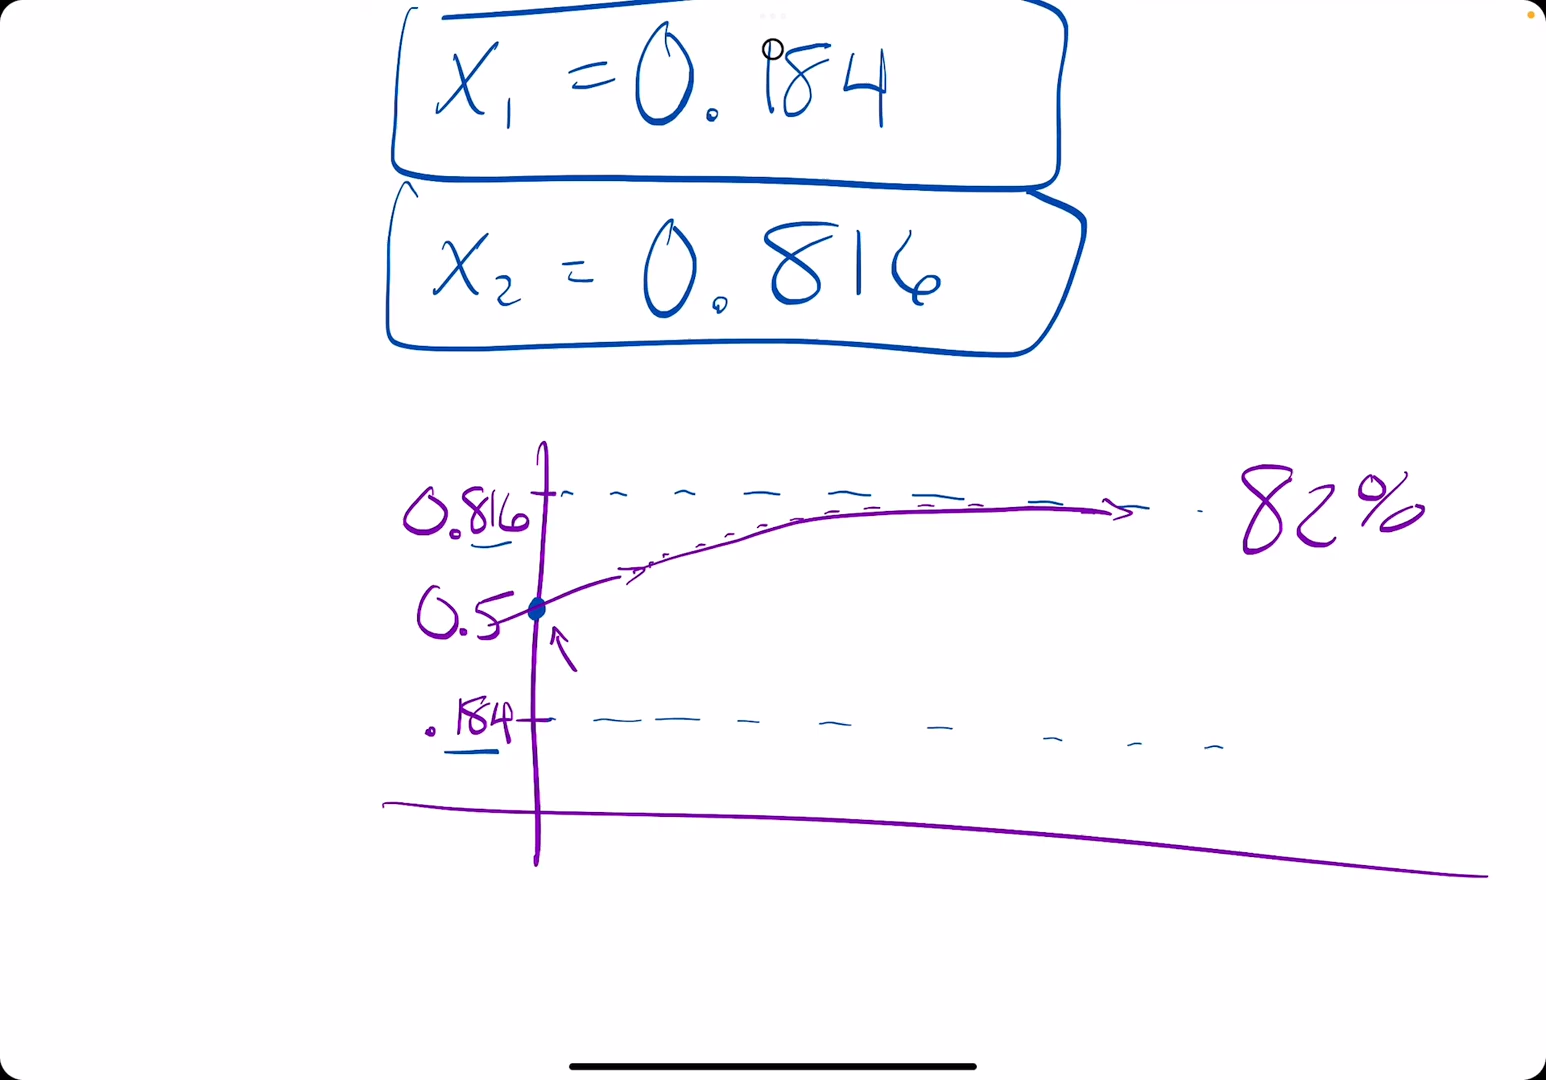 x₁ = 0.184
x₂ = 0.816
0.816
82%
0.5
.184